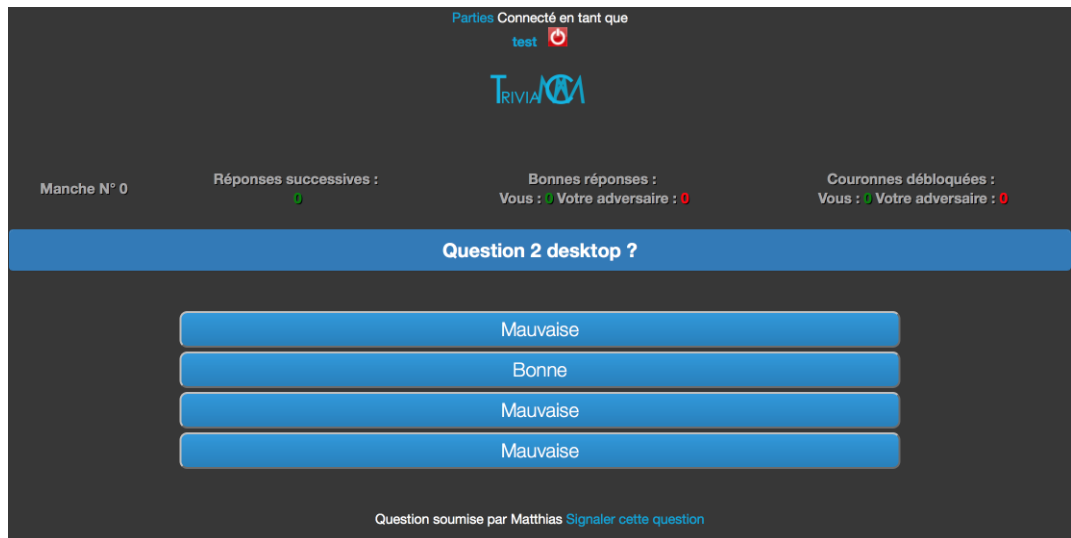 Parties Connecté en tant que
test
TRIVIAMCM
Manche N° 0
Réponses successives :
0
Bonnes réponses :
Vous : 0 Votre adversaire : 0
Couronnes débloquées :
Vous : 0 Votre adversaire : 0
Question 2 desktop ?
Mauvaise
Bonne
Mauvaise
Mauvaise
Question soumise par Matthias Signaler cette question